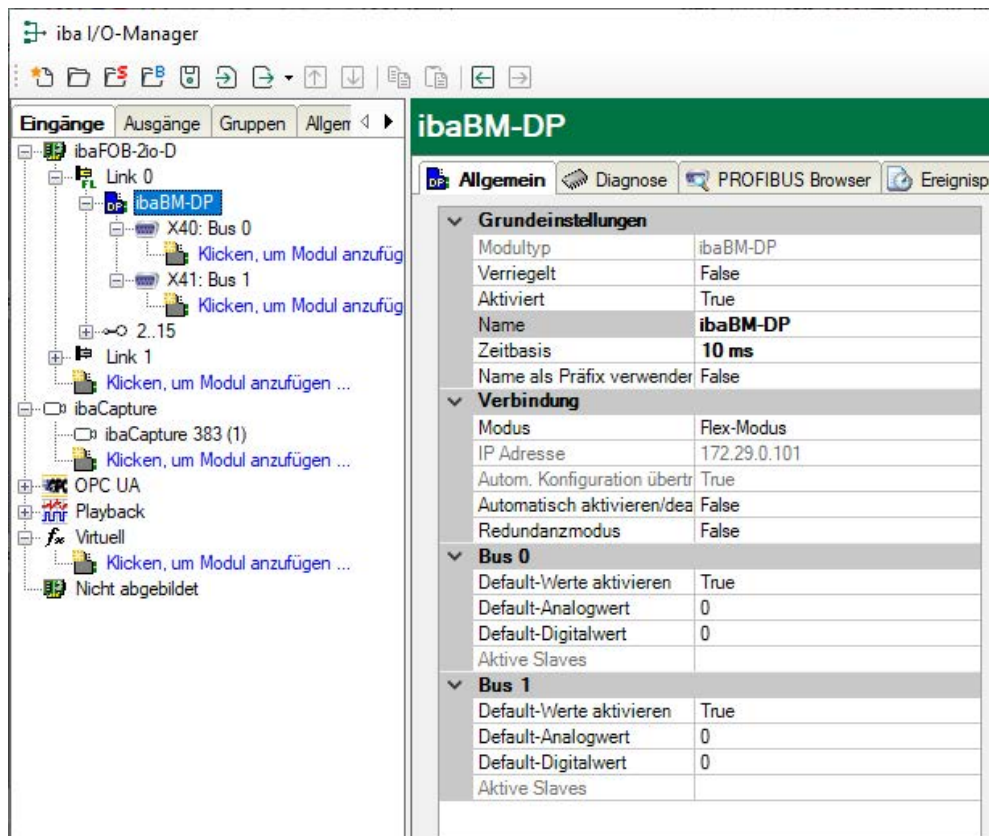 iba I/O-Manager
Eingänge Ausgänge Gruppen Allgem
ibaFOB-2io-D
Link 0
ibaBM-DP
X40: Bus 0
Klicken, um Modul anzufüg
X41: Bus 1
Klicken, um Modul anzufüg
2..15
Link 1
Klicken, um Modul anzufügen ...
ibaCapture
ibaCapture 383 (1)
Klicken, um Modul anzufügen ...
OPC UA
Playback
Virtuell
Klicken, um Modul anzufügen ...
Nicht abgebildet
ibaBM-DP
Allgemein Diagnose PROFIBUS Browser Ereignisp
Grundeinstellungen
Modultyp ibaBM-DP
Verriegelt False
Aktiviert True
Name ibaBM-DP
Zeitbasis 10 ms
Name als Präfix verwender False
Verbindung
Modus Flex-Modus
IP Adresse 172.29.0.101
Autom. Konfiguration übertr True
Automatisch aktivieren/dea False
Redundanzmodus False
Bus 0
Default-Werte aktivieren True
Default-Analogwert 0
Default-Digitalwert 0
Aktive Slaves
Bus 1
Default-Werte aktivieren True
Default-Analogwert 0
Default-Digitalwert 0
Aktive Slaves